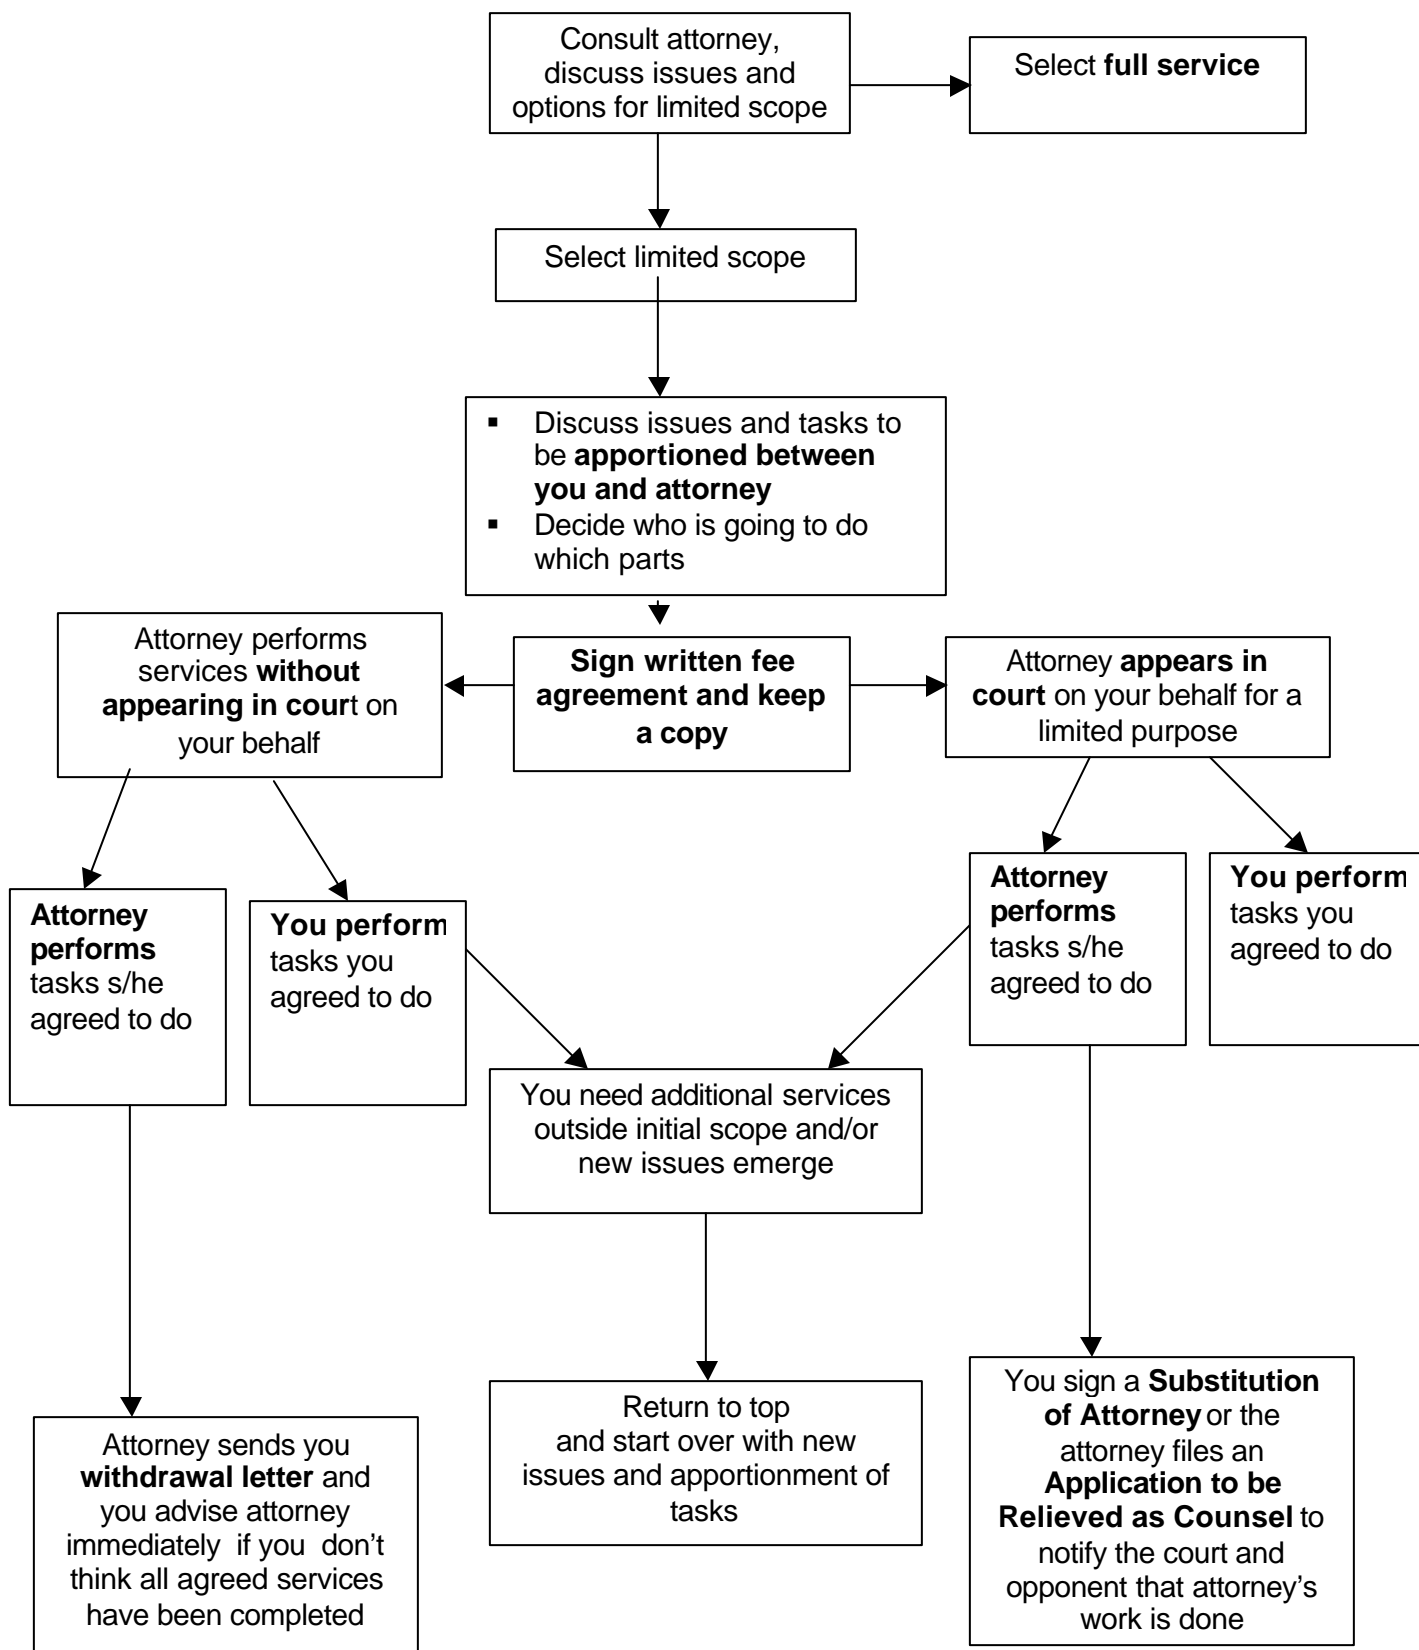 Consult attorney,
discuss issues and
options for limited scope
Select full service
Select limited scope
▪ Discuss issues and tasks to
be apportioned between
you and attorney
▪ Decide who is going to do
which parts
Attorney performs
services without
appearing in court on
your behalf
Sign written fee
agreement and keep
a copy
Attorney appears in
court on your behalf for a
limited purpose
Attorney
performs
tasks s/he
agreed to do
You perform
tasks you
agreed to do
Attorney
performs
tasks s/he
agreed to do
You perform
tasks you
agreed to do
You need additional services
outside initial scope and/or
new issues emerge
Attorney sends you
withdrawal letter and
you advise attorney
immediately if you don’t
think all agreed services
have been completed
Return to top
and start over with new
issues and apportionment of
tasks
You sign a Substitution
of Attorney or the
attorney files an
Application to be
Relieved as Counsel to
notify the court and
opponent that attorney’s
work is done